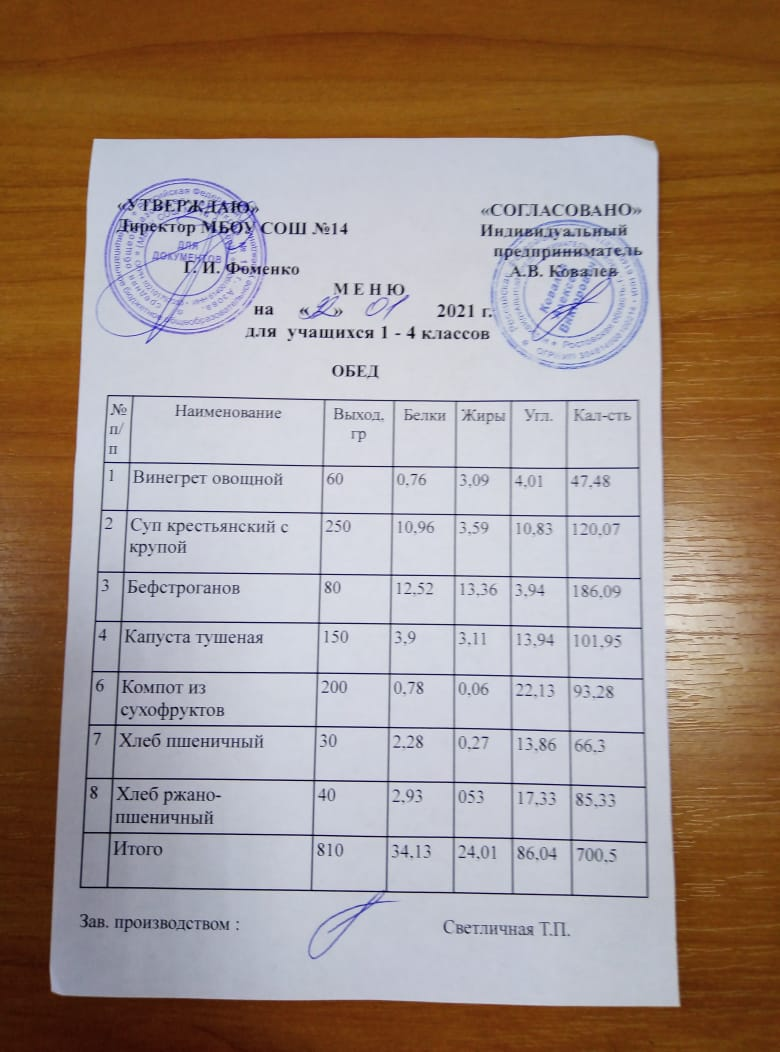 «УТВЕРЖДАЮ» «СОГЛАСОВАНО»
Директор МБОУ СОШ №14 Индивидуальный
предприниматель
Г. И. Фоменко А.В. Ковалев
ДЛЯ ДОКУМЕНТОВ
М Е Н Ю
на «22» 01 2021 г.
для учащихся 1 - 4 классов
ОБЕД
№ п/п Наименование Выход, гр Белки Жиры Угл. Кал-сть
1 Винегрет овощной 60 0,76 3,09 4,01 47,48
2 Суп крестьянский с крупой 250 10,96 3,59 10,83 120,07
3 Бефстроганов 80 12,52 13,36 3,94 186,09
4 Капуста тушеная 150 3,9 3,11 13,94 101,95
6 Компот из сухофруктов 200 0,78 0,06 22,13 93,28
7 Хлеб пшеничный 30 2,28 0,27 13,86 66,3
8 Хлеб ржано-пшеничный 40 2,93 053 17,33 85,33
Итого 810 34,13 24,01 86,04 700,5
Зав. производством : Светличная Т.П.